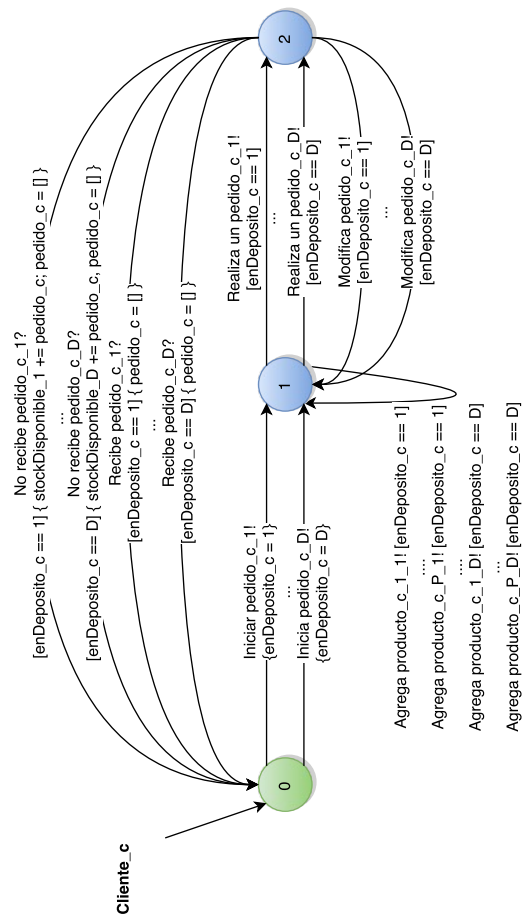 Cliente_c
No recibe pedido_c_1?
[enDeposito_c == 1] { stockDisponible_1 += pedido_c; pedido_c = [] }
....
No recibe pedido_c_D?
[enDeposito_c == D] { stockDisponible_D += pedido_c, pedido_c = [] }
Recibe pedido_c_1?
[enDeposito_c == 1] { pedido_c = [] }
....
Recibe pedido_c_D?
[enDeposito_c == D] { pedido_c = [] }
0
1
2
Iniciar pedido_c_1!
{enDeposito_c = 1}
...
Inicia pedido_c_D!
{enDeposito_c = D}
Realiza un pedido_c_1!
[enDeposito_c == 1]
...
Realiza un pedido_c_D!
[enDeposito_c == D]
Modifica pedido_c_1!
[enDeposito_c == 1]
...
Modifica pedido_c_D!
[enDeposito_c == D]
Agrega producto_c_1_1! [enDeposito_c == 1]
.....
Agrega producto_c_P_1! [enDeposito_c == 1]
.....
Agrega producto_c_1_D! [enDeposito_c == D]
.....
Agrega producto_c_P_D! [enDeposito_c == D]